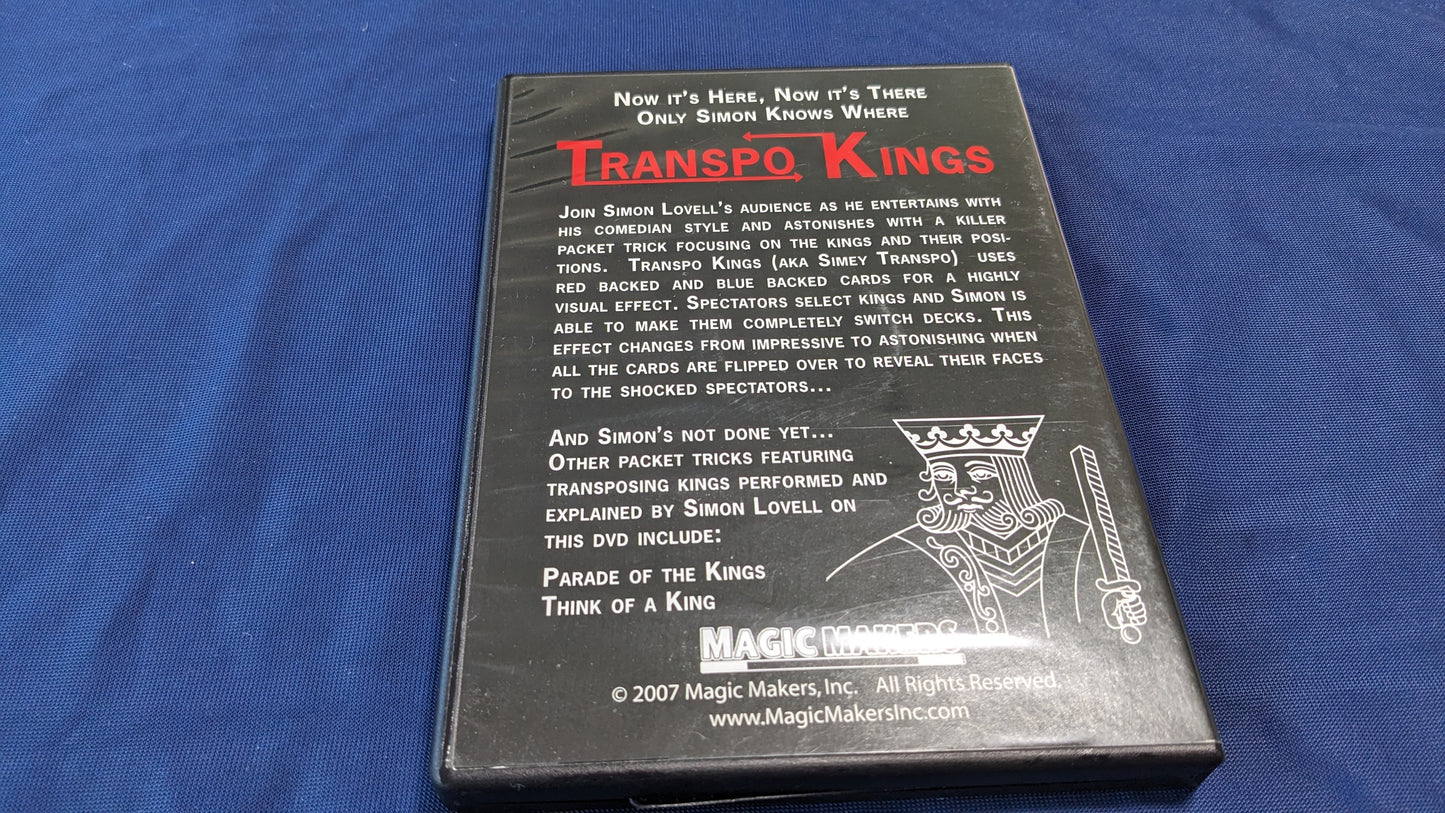 Now it's Here, Now it's There
Only Simon Knows Where
Transpo Kings
Join Simon Lovell's audience as he entertains with
his comedian style and astonishes with a killer
packet trick focusing on the kings and their posi-
tions. Transpo Kings (aka Simey Transpo) uses
red backed and blue backed cards for a highly
visual effect. Spectators select kings and Simon is
able to make them completely switch decks. This
effect changes from impressive to astonishing when
all the cards are flipped over to reveal their faces
to the shocked spectators...
And Simon's not done yet...
Other packet tricks featuring
transposing kings performed and
explained by Simon Lovell on
this dvd include:
Parade of the Kings
Think of a King
MAGIC MAKERS
© 2007 Magic Makers, Inc. All Rights Reserved.
www.MagicMakersInc.com